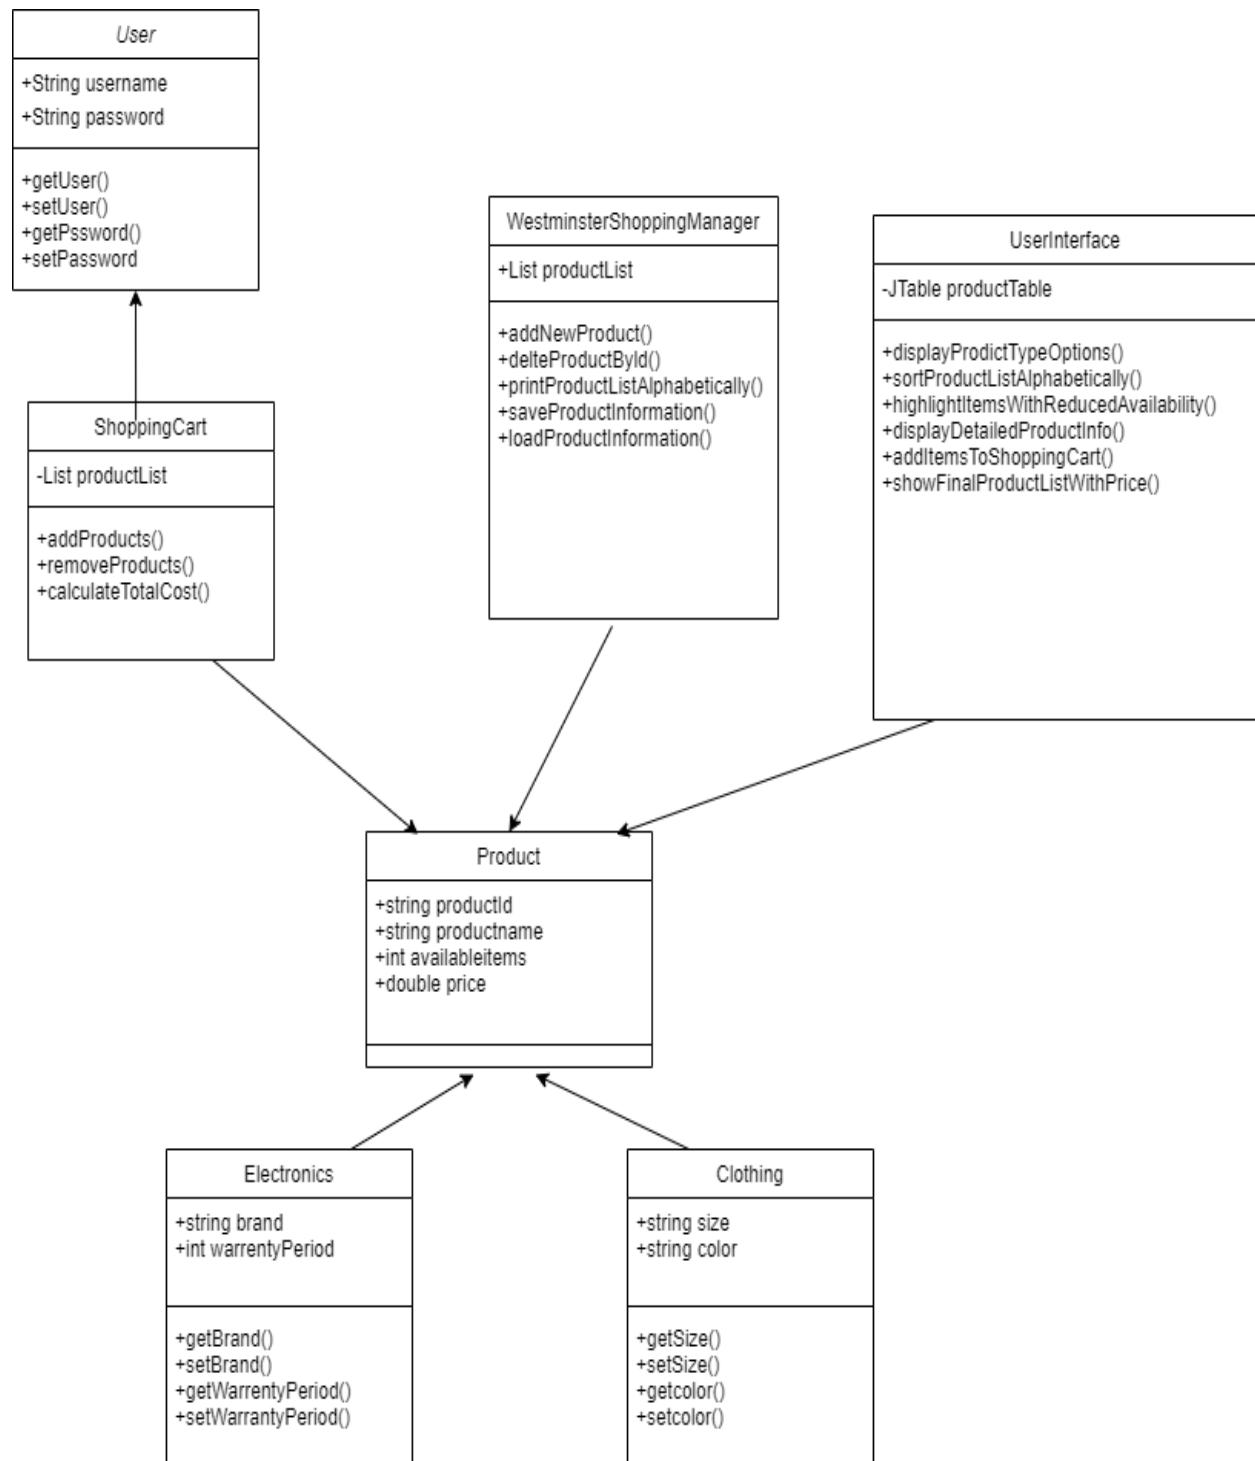 User
+String username
+String password
+getUser()
+setUser()
+getPssword()
+setPassword
WestminsterShoppingManager
+List productList
+addNewProduct()
+delteProductById()
+printProductListAlphabetically()
+saveProductInformation()
+loadProductInformation()
UserInterface
-JTable productTable
+displayProdictTypeOptions()
+sortProductListAlphabetically()
+highlightItemsWithReducedAvailability()
+displayDetailedProductInfo()
+addItemsToShoppingCart()
+showFinalProductListWithPrice()
ShoppingCart
-List productList
+addProducts()
+removeProducts()
+calculateTotalCost()
Product
+string productId
+string productname
+int availableitems
+double price
Electronics
+string brand
+int warrentyPeriod
+getBrand()
+setBrand()
+getWarrentyPeriod()
+setWarrantyPeriod()
Clothing
+string size
+string color
+getSize()
+setSize()
+getcolor()
+setcolor()